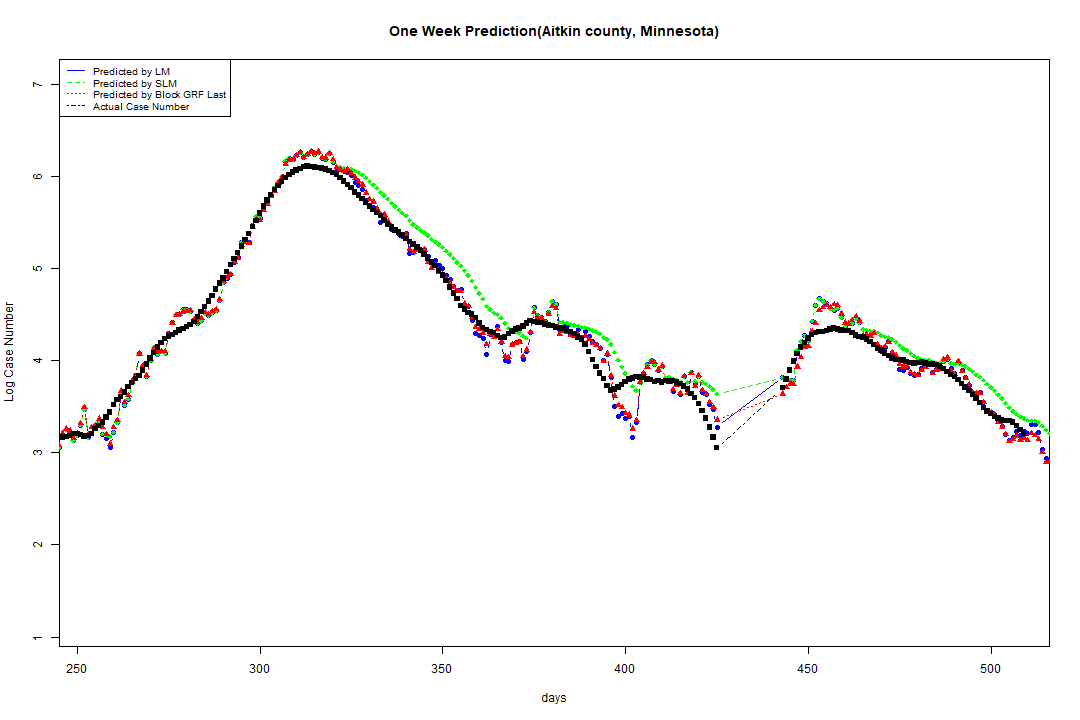 One Week Prediction(Aitkin county, Minnesota)
Predicted by LM
Predicted by SLM
Predicted by Block GRF Last
Actual Case Number
7
6
5
4
3
2
1
Log Case Number
250 300 350 400 450 500
days